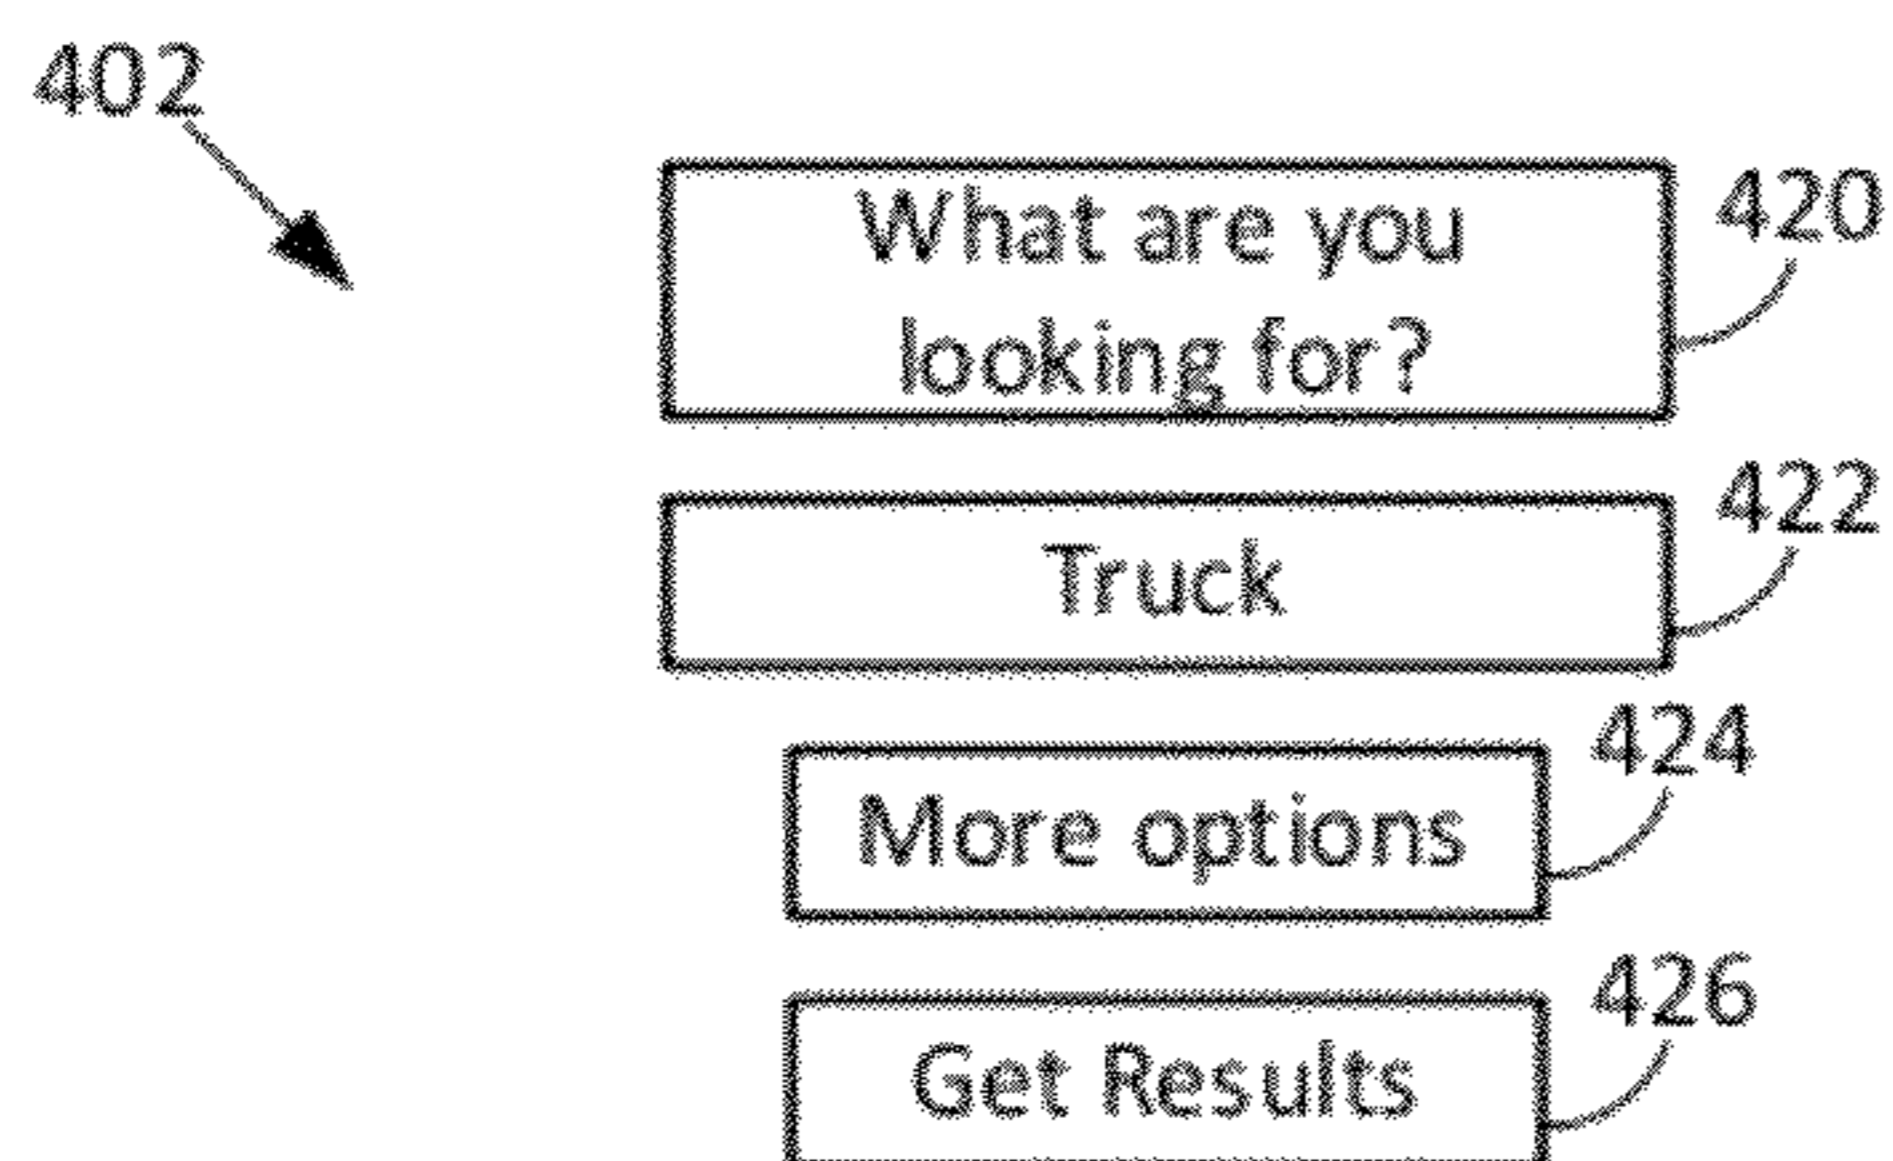 402
What are you
looking for?
420
Truck
422
More options
424
Get Results
426